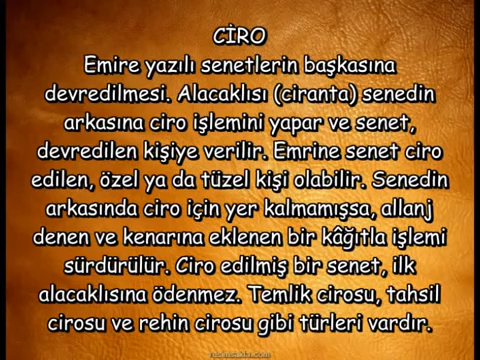 CİRO
Emire yazılı senetlerin başkasına
devredilmesi. Alacaklısı (ciranta) senedin
arkasına ciro işlemini yapar ve senet,
devredilen kişiye verilir. Emrine senet ciro
edilen, özel ya da tüzel kişi olabilir. Senedin
arkasında ciro için yer kalmamışsa, allanj
denen ve kenarına eklenen bir kâğıtla işlemi
sürdürülür. Ciro edilmiş bir senet, ilk
alacaklısına ödenmez. Temlik cirosu, tahsil
cirosu ve rehin cirosu gibi türleri vardır.